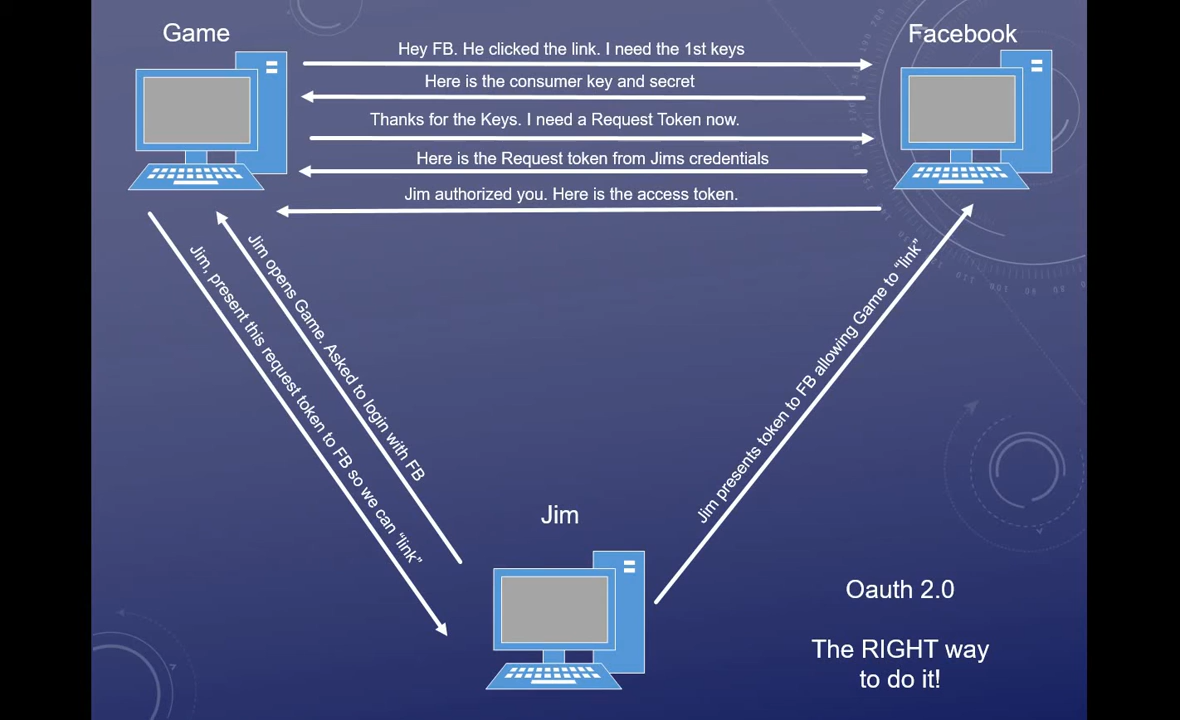 Game
Facebook
Hey FB. He clicked the link. I need the 1st keys
Here is the consumer key and secret
Thanks for the Keys. I need a Request Token now.
Here is the Request token from Jims credentials
Jim authorized you. Here is the access token.
Jim, present this request token to FB so we can “link”
Jim opens Game. Asked to login with FB
Jim presents token to FB allowing Game to “link”
Jim
Oauth 2.0
The RIGHT way
to do it!